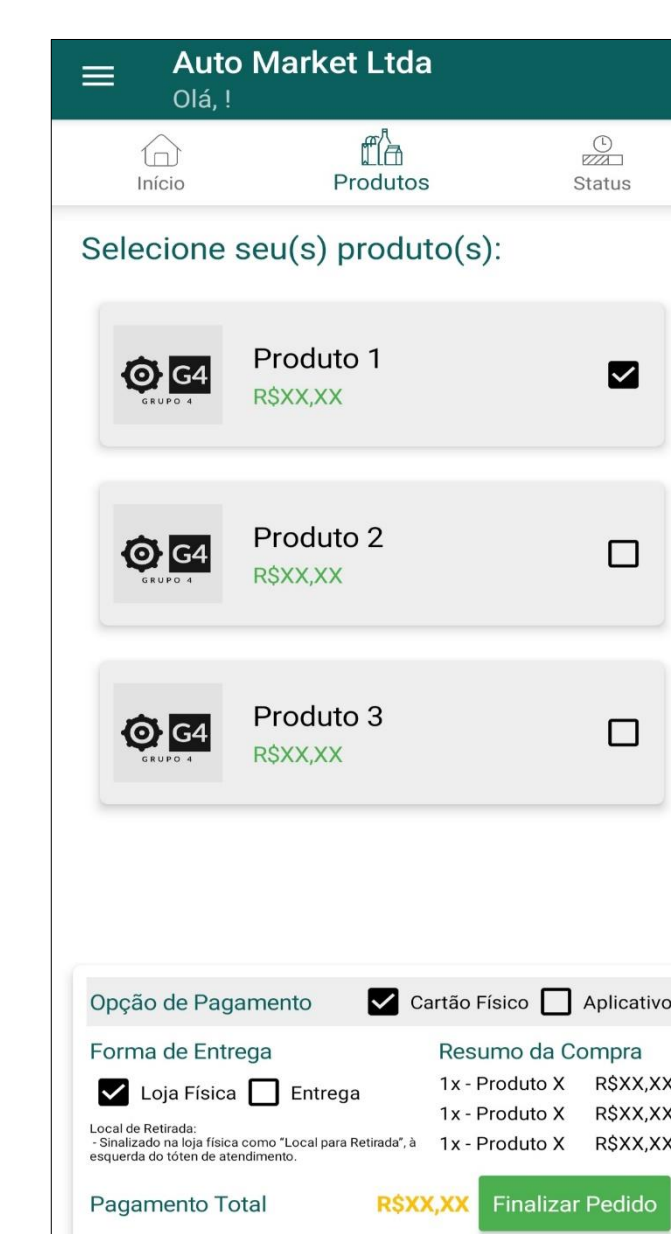 Auto Market Ltda
Olá, !
Início
Produtos
Status
Selecione seu(s) produto(s):
G4
GRUPO 4
Produto 1
R$XX,XX
G4
GRUPO 4
Produto 2
R$XX,XX
G4
GRUPO 4
Produto 3
R$XX,XX
Opção de Pagamento
Cartão Físico
Aplicativo
Forma de Entrega
Loja Física
Entrega
Local de Retirada:
- Sinalizado na loja física como "Local para Retirada", à
esquerda do tóten de atendimento.
Resumo da Compra
1x - Produto X R$XX,XX
1x - Produto X R$XX,XX
1x - Produto X R$XX,XX
Pagamento Total
R$XX,XX
Finalizar Pedido